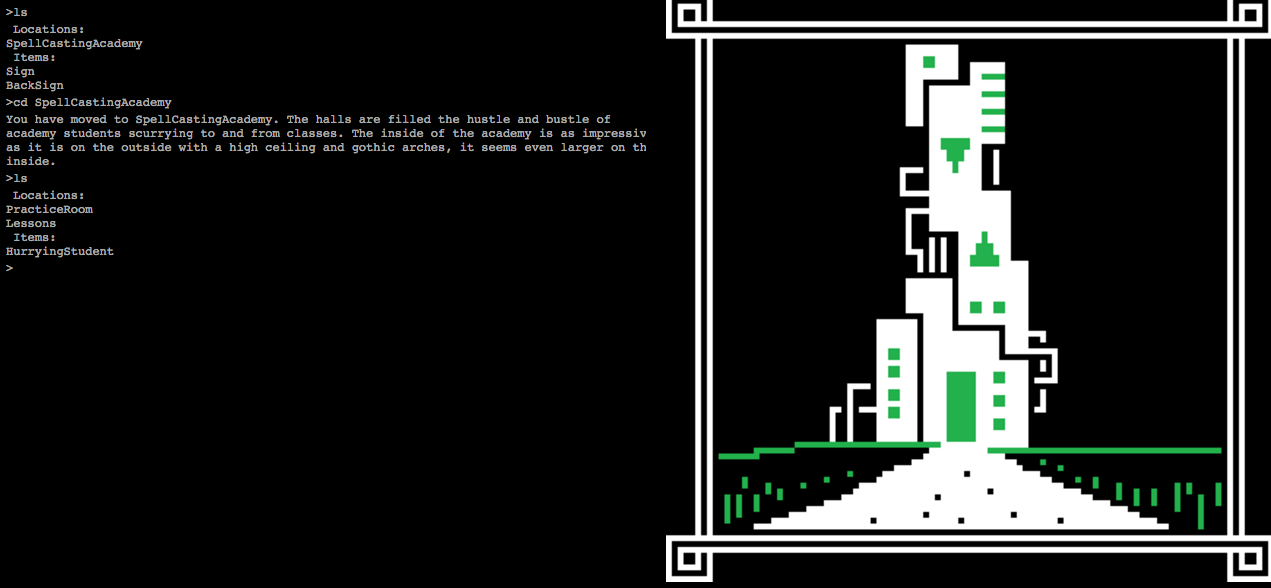 >ls
Locations:
SpellCastingAcademy
Items:
Sign
BackSign
>cd SpellCastingAcademy
You have moved to SpellCastingAcademy. The halls are filled the hustle and bustle of
academy students scurrying to and from classes. The inside of the academy is as impressiv
as it is on the outside with a high ceiling and gothic arches, it seems even larger on th
inside.
>ls
Locations:
PracticeRoom
Lessons
Items:
HurryingStudent
>